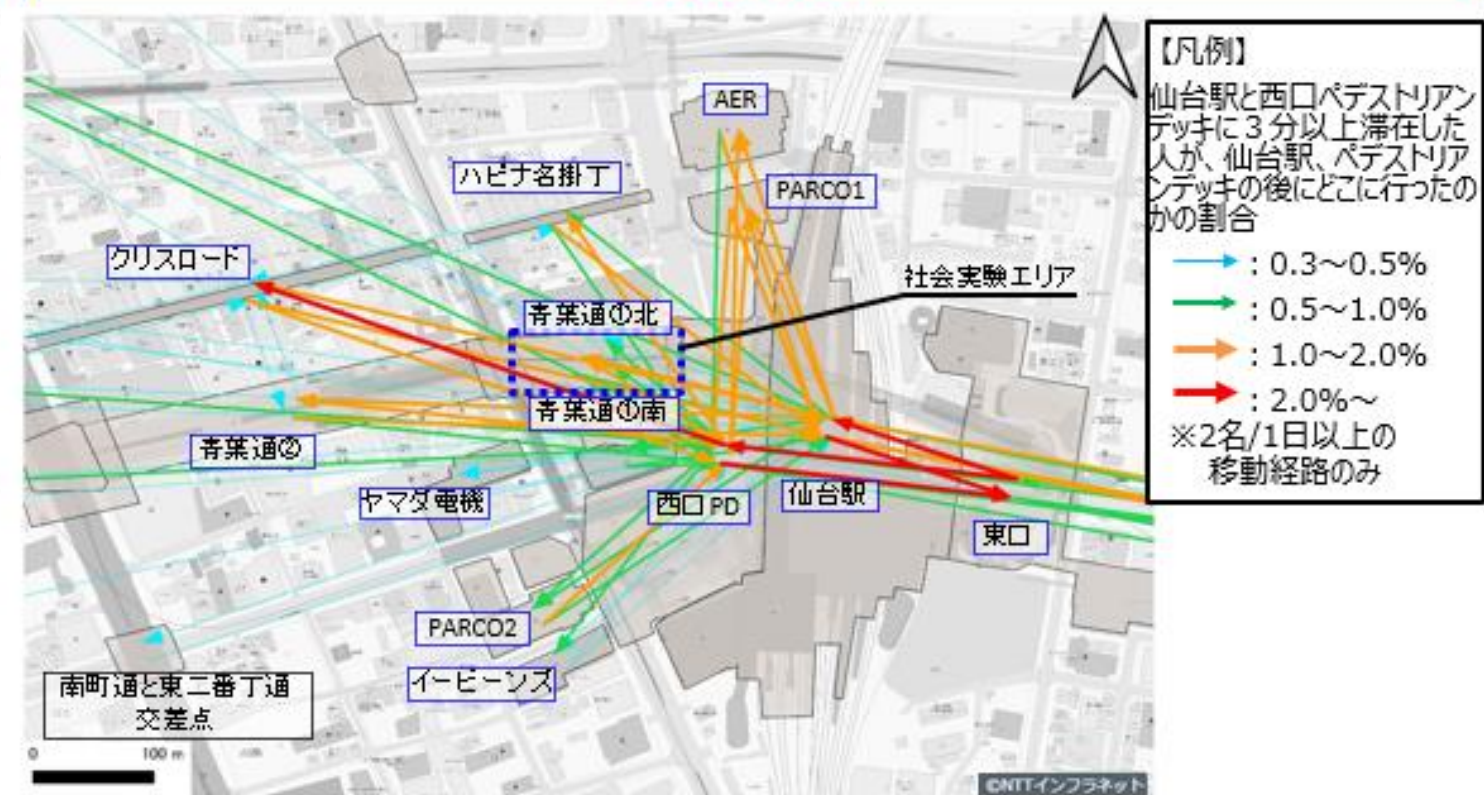 AER
ハピナ名掛丁
PARCO1
クリスロード
社会実験エリア
青葉通①北
青葉通①南
青葉通②
ヤマダ電機
西口 PD
仙台駅
東口
PARCO2
イービーンズ
南町通と東二番丁通
交差点
0 100 m
©NTTインフラネット
【凡例】
仙台駅と西口ペデストリアン
デッキに3分以上滞在した
人が、仙台駅、ペデストリア
ンデッキの後にどこに行ったの
かの割合
：0.3～0.5%
：0.5～1.0%
：1.0～2.0%
：2.0%～
※2名/1日以上の
移動経路のみ